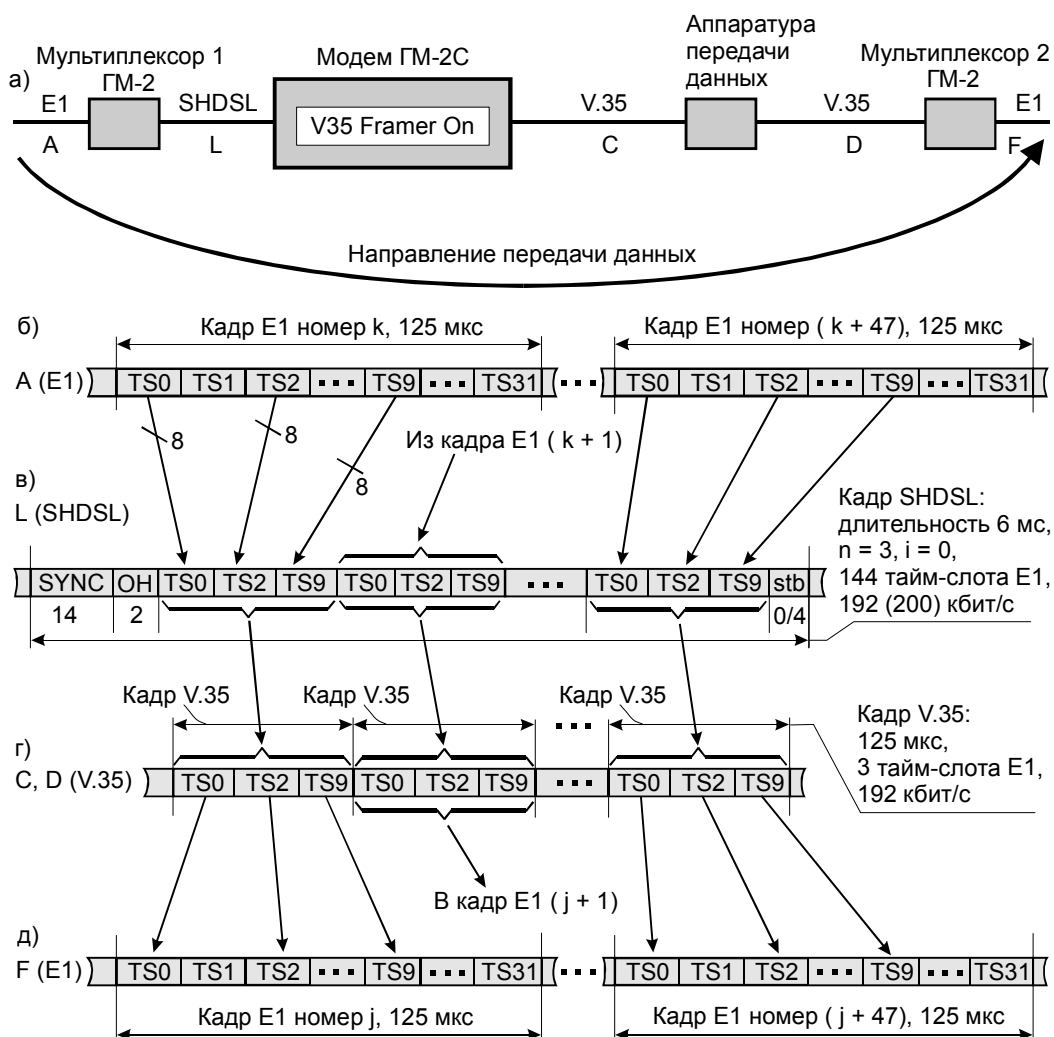 а)
Мультиплексор 1
ГМ-2
Модем ГМ-2С
Аппаратура
передачи
данных
Мультиплексор 2
ГМ-2
E1
SHDSL
V.35
V.35
E1
V35 Framer On
A
L
C
D
F
Направление передачи данных
б)
Кадр E1 номер k, 125 мкс
Кадр E1 номер ( k + 47), 125 мкс
A (E1) TS0 TS1 TS2 ▪▪▪ TS9 ▪▪▪ TS31 ▪▪▪ TS0 TS1 TS2 ▪▪▪ TS9 ▪▪▪ TS31
8
8
8
Из кадра E1 ( k + 1)
в)
L (SHDSL)
Кадр SHDSL:
длительность 6 мс,
n = 3, i = 0,
144 тайм-слота E1,
192 (200) кбит/с
SYNC OH TS0 TS2 TS9 TS0 TS2 TS9 ▪▪▪ TS0 TS2 TS9 stb
14 2 0/4
Кадр V.35
Кадр V.35
Кадр V.35
▪▪▪
Кадр V.35:
125 мкс,
3 тайм-слота E1,
192 кбит/с
г)
C, D (V.35) TS0 TS2 TS9 TS0 TS2 TS9 ▪▪▪ TS0 TS2 TS9
В кадр E1 ( j + 1)
д)
F (E1) TS0 TS1 TS2 ▪▪▪ TS9 ▪▪▪ TS31 ▪▪▪ TS0 TS1 TS2 ▪▪▪ TS9 ▪▪▪ TS31
Кадр E1 номер j, 125 мкс
Кадр E1 номер ( j + 47), 125 мкс